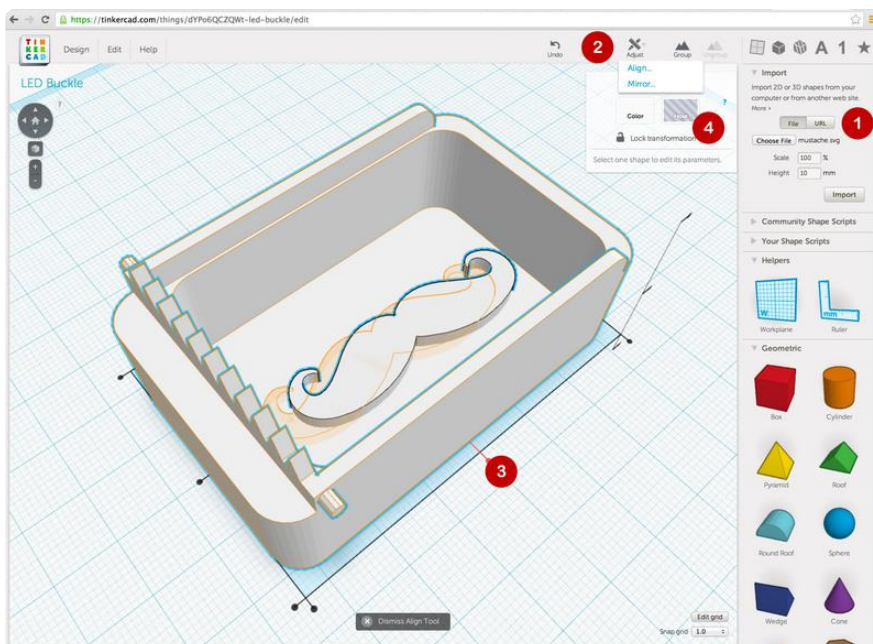 https://tinkercad.com/things/dYPo6QCZQWt-led-buckle/edit
TIN
KER
CAD
Design
Edit
Help
Undo
2
Adjust
Group
Ungroup
A
1
LED Buckle
?
Align...
Mirror...
?
Color
Hole
4
Lock transformation
Select one shape to edit its parameters.
Import
Import 2D or 3D shapes from your
computer or from another web site.
More
File
URL
1
Choose File mustache.svg
Scale 100 %
Height 10 mm
Import
Community Shape Scripts
Your Shape Scripts
Helpers
W
mm
Workplane
Ruler
Geometric
Box
Cylinder
Pyramid
Roof
Round Roof
Sphere
Wedge
Cone
3
Dismiss Align Tool
Edit grid
Snap grid 1.0